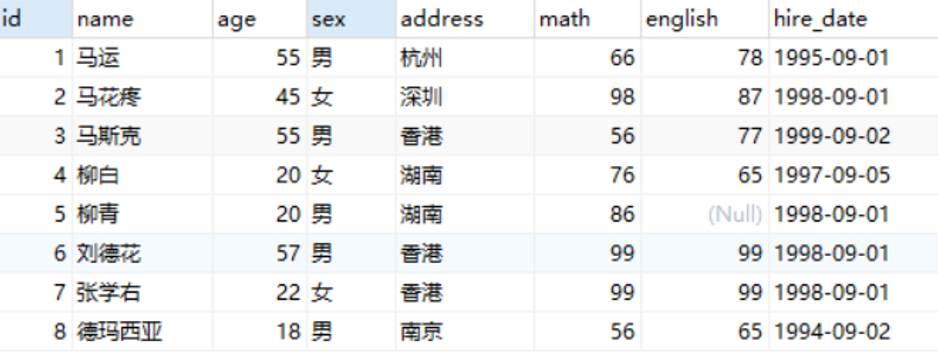 id name age sex address math english hire_date
1 马运 55 男 杭州 66 78 1995-09-01
2 马花疼 45 女 深圳 98 87 1998-09-01
3 马斯克 55 男 香港 56 77 1999-09-02
4 柳白 20 女 湖南 76 65 1997-09-05
5 柳青 20 男 湖南 86 (Null) 1998-09-01
6 刘德花 57 男 香港 99 99 1998-09-01
7 张学右 22 女 香港 99 99 1998-09-01
8 德玛西亚 18 男 南京 56 65 1994-09-02